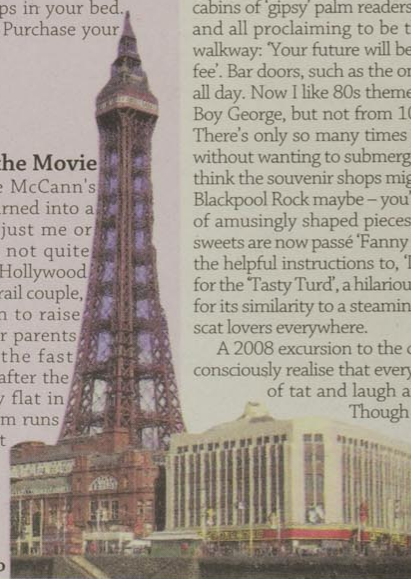 ps in your bed.
Purchase your
the Movie
e McCann's
urned into a
just me or
not quite
Hollywood
rail couple,
n to raise
r parents
the fast
after the
y flat in
m runs
t
cabins of 'gipsy' palm readers
and all proclaiming to be t
walkway: 'Your future will be
fee'. Bar doors, such as the on
all day. Now I like 80s theme
Boy George, but not from 10
There's only so many times
without wanting to submerg
think the souvenir shops mig
Blackpool Rock maybe – you'
of amusingly shaped pieces
sweets are now passé 'Fanny
the helpful instructions to, 'I
for the 'Tasty Turd', a hilariou
for its similarity to a steamin
scat lovers everywhere.
A 2008 excursion to the c
consciously realise that every
of tat and laugh a
Though